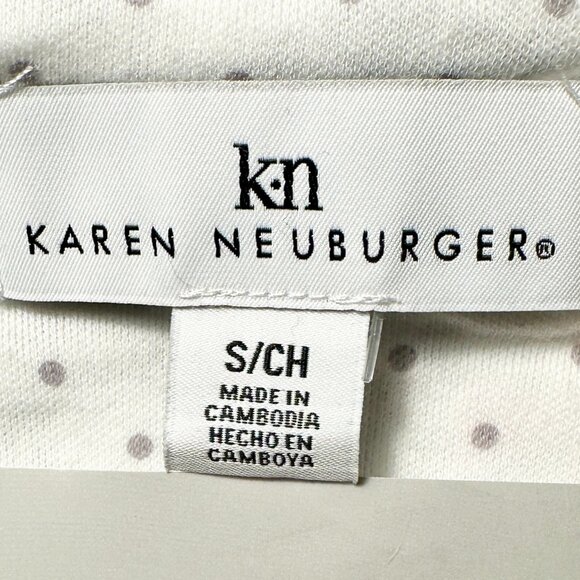 k·n
KAREN NEUBURGER®
S/CH
MADE IN
CAMBODIA
HECHO EN
CAMBOYA